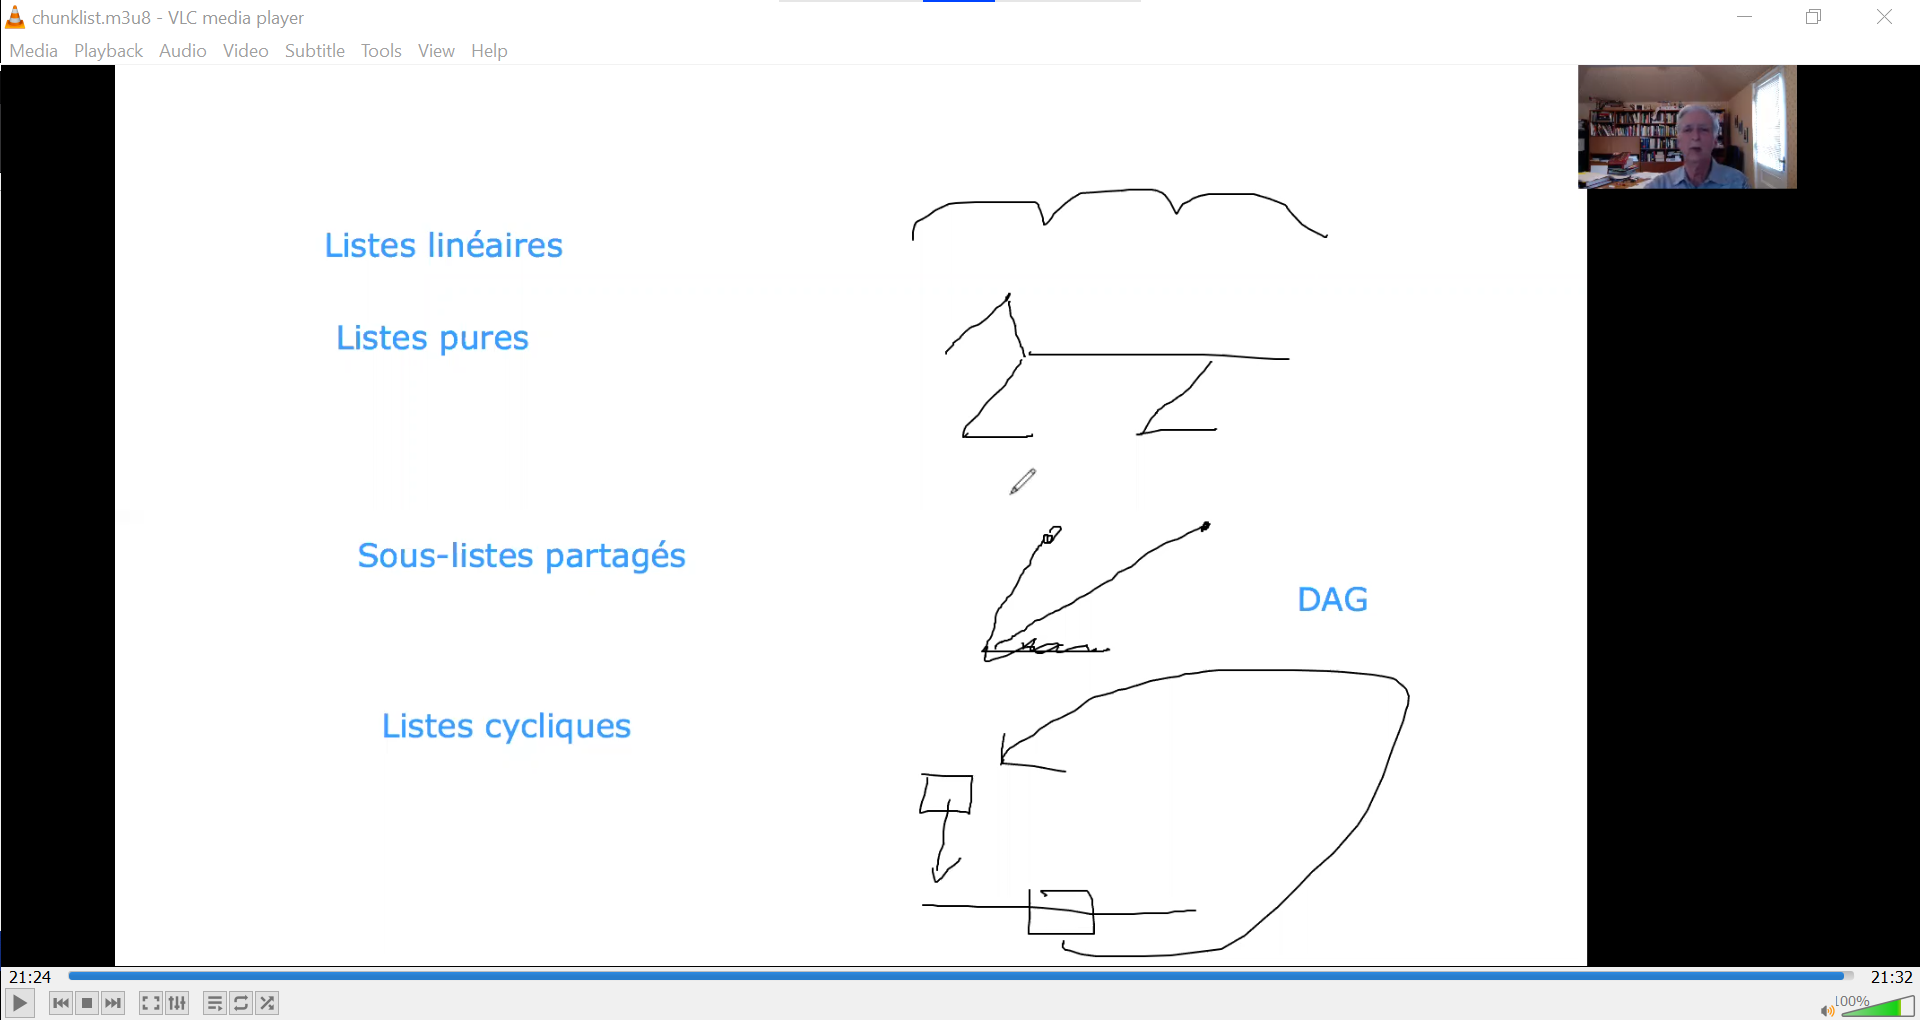 chunklist.m3u8 - VLC media player
Media Playback Audio Video Subtitle Tools View Help
Listes linéaires
Listes pures
Sous-listes partagés
DAG
Listes cycliques
21:24
21:32
100%